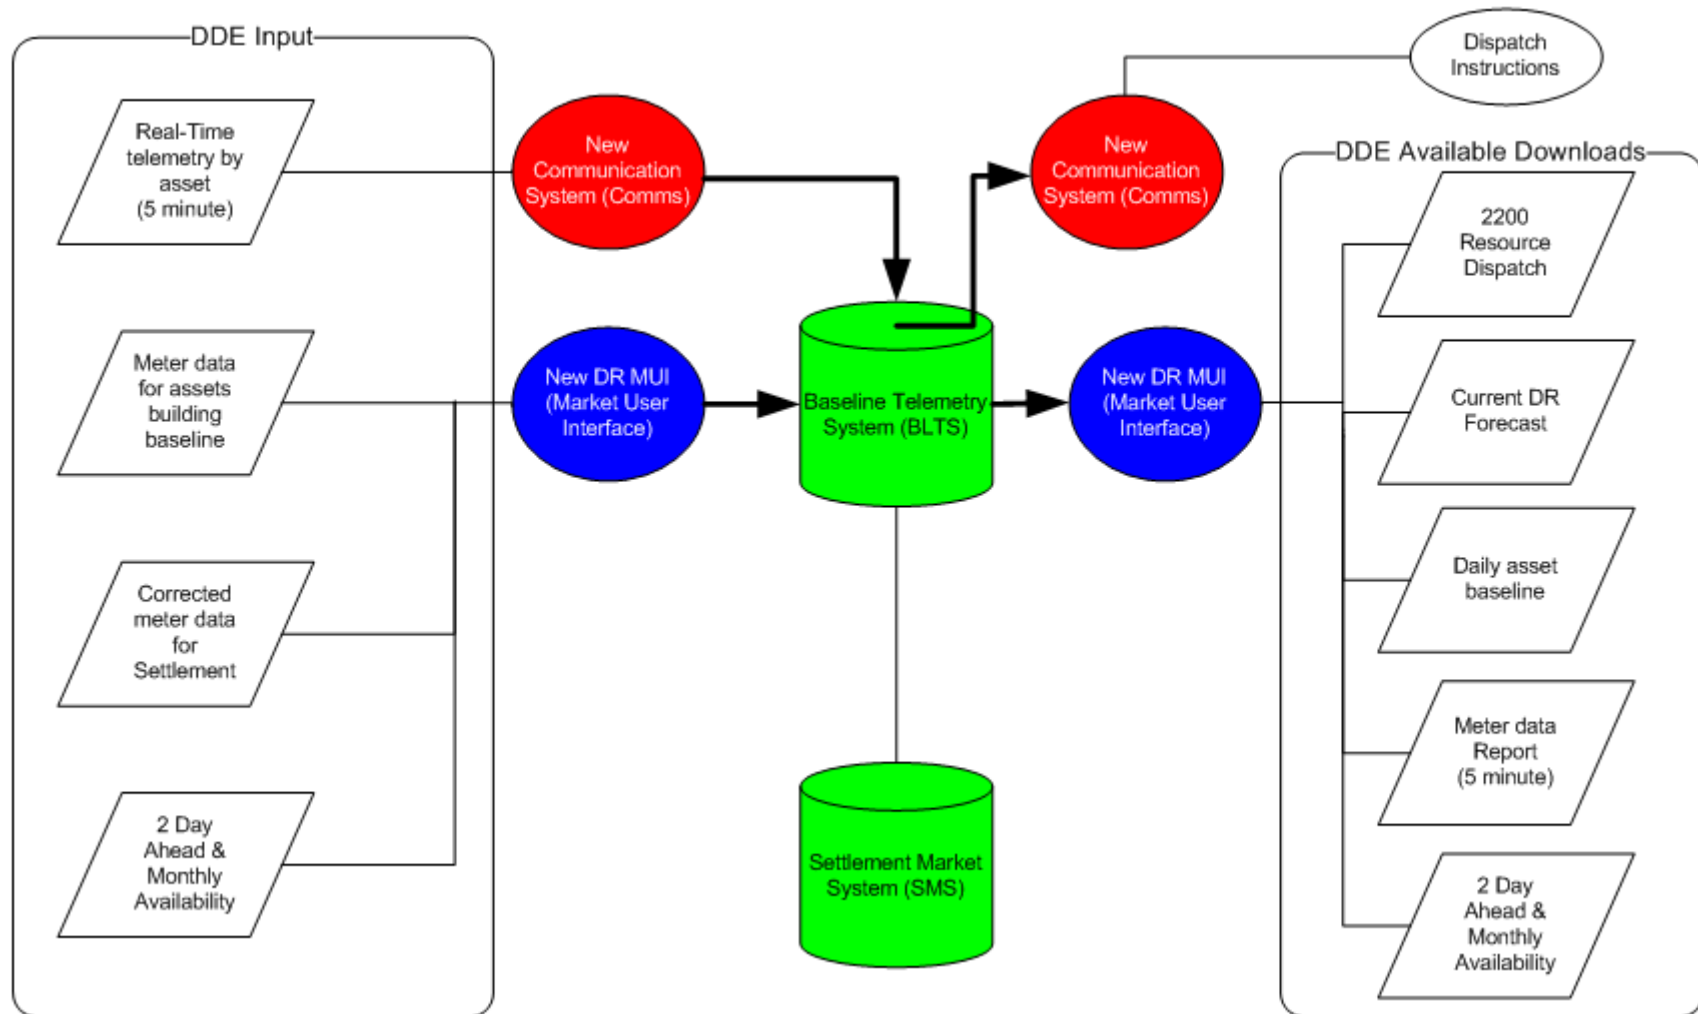 DDE Input
Real-Time
telemetry by
asset
(5 minute)
Meter data
for assets
building
baseline
Corrected
meter data
for
Settlement
2 Day
Ahead &
Monthly
Availability
New
Communication
System (Comms)
New DR MUI
(Market User
Interface)
Baseline Telemetry
System (BLTS)
Settlement Market
System (SMS)
New
Communication
System (Comms)
New DR MUI
(Market User
Interface)
Dispatch
Instructions
DDE Available Downloads
2200
Resource
Dispatch
Current DR
Forecast
Daily asset
baseline
Meter data
Report
(5 minute)
2 Day
Ahead &
Monthly
Availability